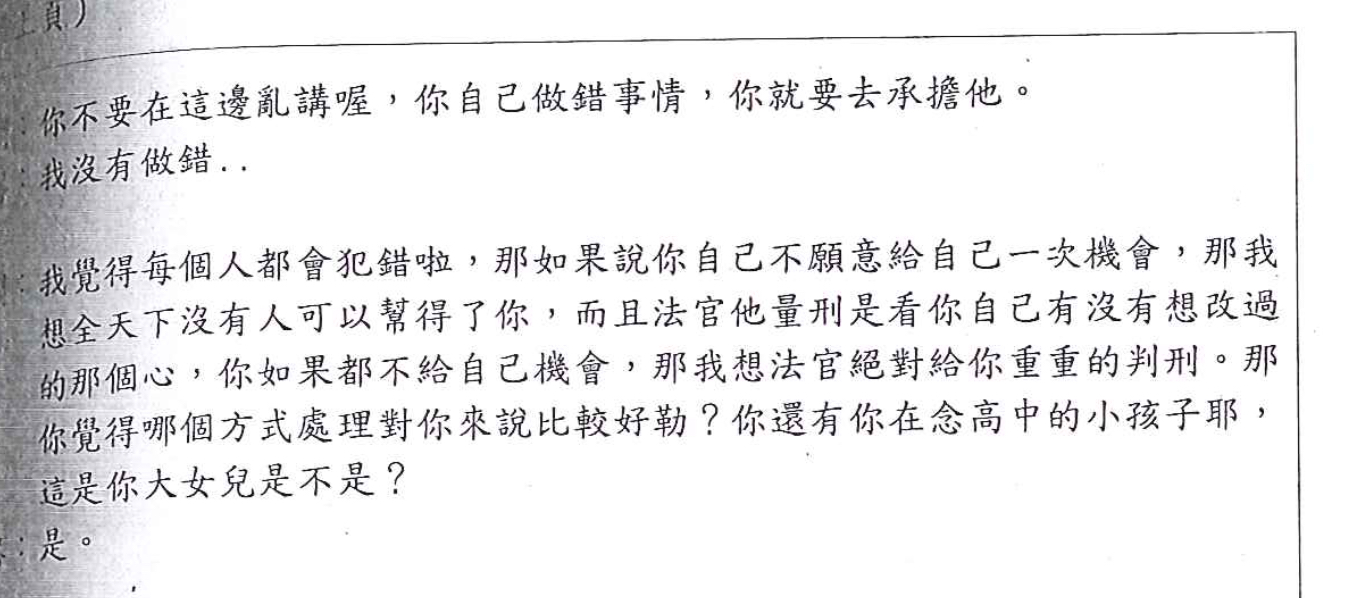 上頁）
：你不要在這邊亂講喔，你自己做錯事情，你就要去承擔他。
：我沒有做錯..
：我覺得每個人都會犯錯啦，那如果說你自己不願意給自己一次機會，那我
想全天下沒有人可以幫得了你，而且法官他量刑是看你自己有沒有想改過
的那個心，你如果都不給自己機會，那我想法官絕對給你重重的判刑。那
你覺得哪個方式處理對你來說比較好勒？你還有你在念高中的小孩子耶，
這是你大女兒是不是？
：是。